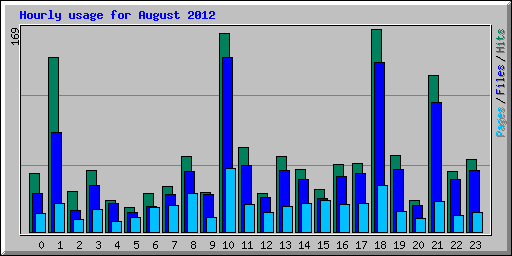 Hourly usage for August 2012
169
Pages/Files/Hits
0 1 2 3 4 5 6 7 8 9 10 11 12 13 14 15 16 17 18 19 20 21 22 23